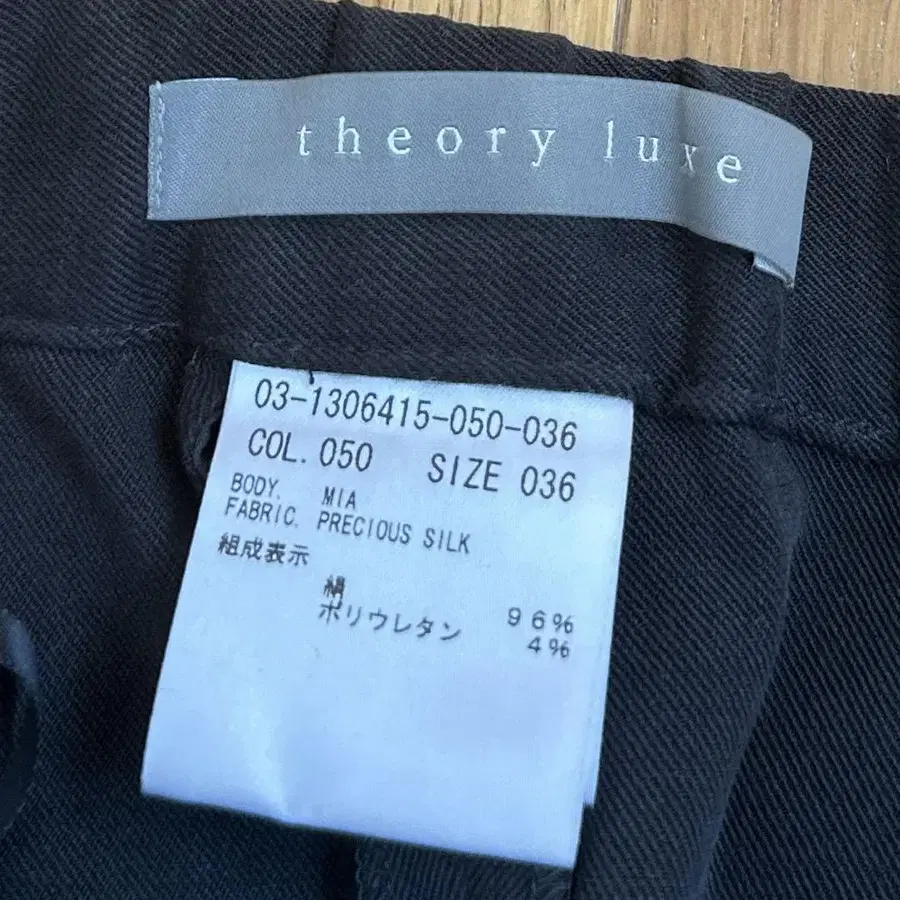 theory luxe
03-1306415-050-036
COL. 050 SIZE 036
BODY. MIA
FABRIC. PRECIOUS SILK
組成表示
絹 96%
ポリウレタン 4%